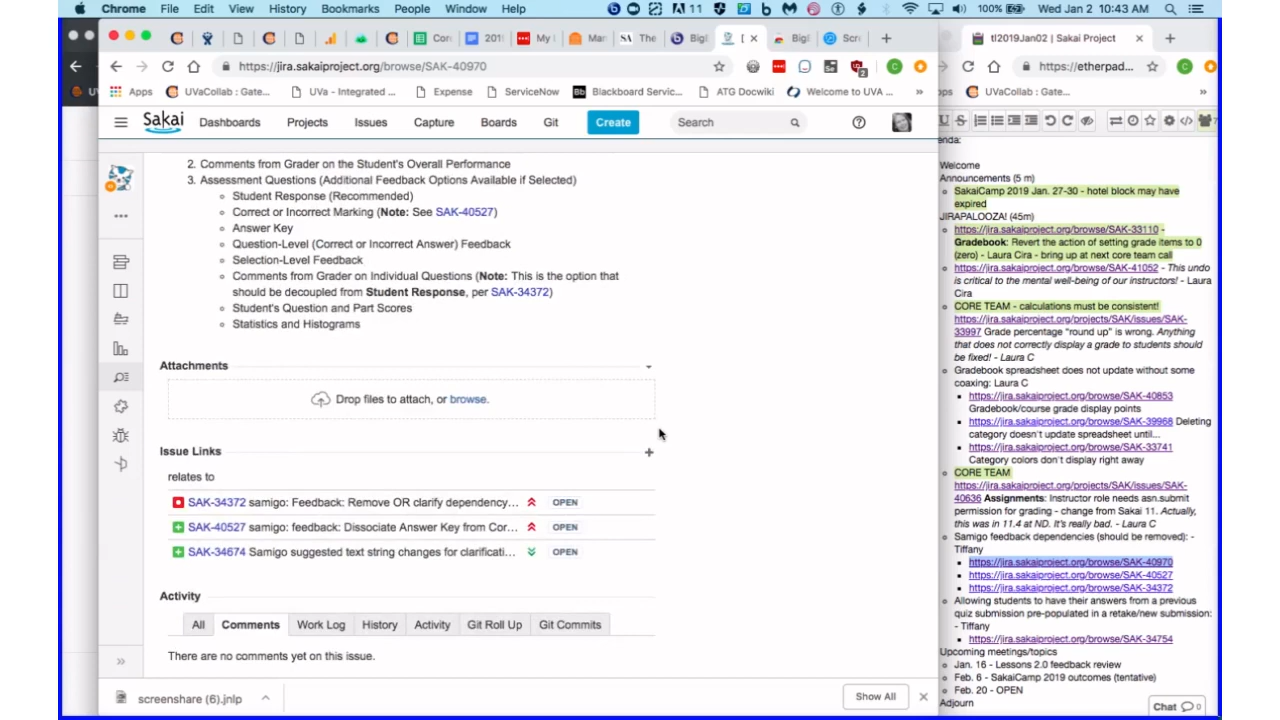 Chrome File Edit View History Bookmarks People Window Help 11 100% Wed Jan 2 10:43 AM
Con 2019 My Mar SA The Bigl [ Bigl Scr
https://jira.sakaiproject.org/browse/SAK-40970
Apps UVaCollab : Gate... UVa - Integrated ... Expense ServiceNow Bb Blackboard Servic... ATG Docwiki Welcome to UVA ... »
Sakai Dashboards Projects Issues Capture Boards Git Create Search
2. Comments from Grader on the Student's Overall Performance
3. Assessment Questions (Additional Feedback Options Available if Selected)
Student Response (Recommended)
Correct or Incorrect Marking (Note: See SAK-40527)
Answer Key
Question-Level (Correct or Incorrect Answer) Feedback
Selection-Level Feedback
Comments from Grader on Individual Questions (Note: This is the option that
should be decoupled from Student Response, per SAK-34372)
Student's Question and Part Scores
Statistics and Histograms
Attachments
Drop files to attach, or browse.
Issue Links
relates to
SAK-34372 samigo: Feedback: Remove OR clarify dependency... OPEN
SAK-40527 samigo: feedback: Dissociate Answer Key from Cor... OPEN
SAK-34674 Samigo suggested text string changes for clarificati... OPEN
Activity
All Comments Work Log History Activity Git Roll Up Git Commits
There are no comments yet on this issue.
screenshare (6).jnlp Show All
tl2019Jan02 | Sakai Project
https://etherpad...
ps UVaCollab : Gate... »
enda:
Welcome
Announcements (5 m)
SakaiCamp 2019 Jan. 27-30 - hotel block may have
expired
JIRAPALOOZA! (45m)
https://jira.sakaiproject.org/browse/SAK-33110 -
Gradebook: Revert the action of setting grade items to 0
(zero) - Laura Cira - bring up at next core team call
https://jira.sakaiproject.org/browse/SAK-41052 - This undo
is critical to the mental well-being of our instructors! - Laura
Cira
CORE TEAM - calculations must be consistent!
https://jira.sakaiproject.org/projects/SAK/issues/SAK-
33997 Grade percentage "round up" is wrong. Anything
that does not correctly display a grade to students should
be fixed! - Laura C
Gradebook spreadsheet does not update without some
coaxing: Laura C
https://jira.sakaiproject.org/browse/SAK-40853
Gradebook/course grade display points
https://jira.sakaiproject.org/browse/SAK-39968 Deleting
category doesn't update spreadsheet until...
https://jira.sakaiproject.org/browse/SAK-33741
Category colors don't display right away
CORE TEAM
https://jira.sakaiproject.org/projects/SAK/issues/SAK-
40636 Assignments: Instructor role needs asn.submit
permission for grading - change from Sakai 11. Actually,
this was in 11.4 at ND. It's really bad. - Laura C
Samigo feedback dependencies (should be removed): -
Tiffany
https://jira.sakaiproject.org/browse/SAK-40970
https://jira.sakaiproject.org/browse/SAK-40527
https://jira.sakaiproject.org/browse/SAK-34372
Allowing students to have their answers from a previous
quiz submission pre-populated in a retake/new submission:
- Tiffany
https://jira.sakaiproject.org/browse/SAK-34754
Upcoming meetings/topics
Jan. 16 - Lessons 2.0 feedback review
Feb. 6 - SakaiCamp 2019 outcomes (tentative)
Feb. 20 - OPEN
Adjourn
Chat 0